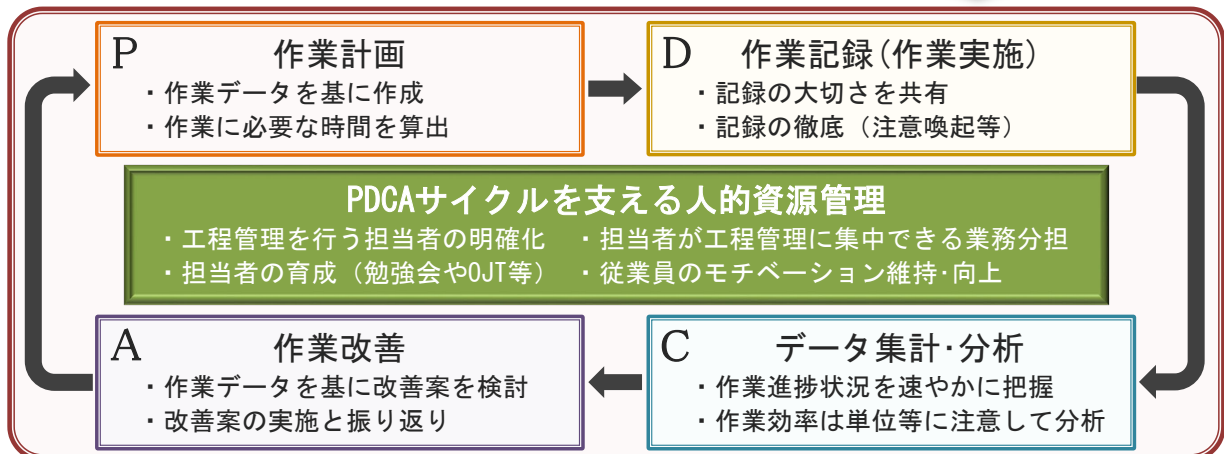 P 作業計画
・作業データを基に作成
・作業に必要な時間を算出
D 作業記録(作業実施)
・記録の大切さを共有
・記録の徹底（注意喚起等）
PDCAサイクルを支える人的資源管理
・工程管理を行う担当者の明確化 ・担当者が工程管理に集中できる業務分担
・担当者の育成（勉強会やOJT等） ・従業員のモチベーション維持･向上
A 作業改善
・作業データを基に改善案を検討
・改善案の実施と振り返り
C データ集計･分析
・作業進捗状況を速やかに把握
・作業効率は単位等に注意して分析